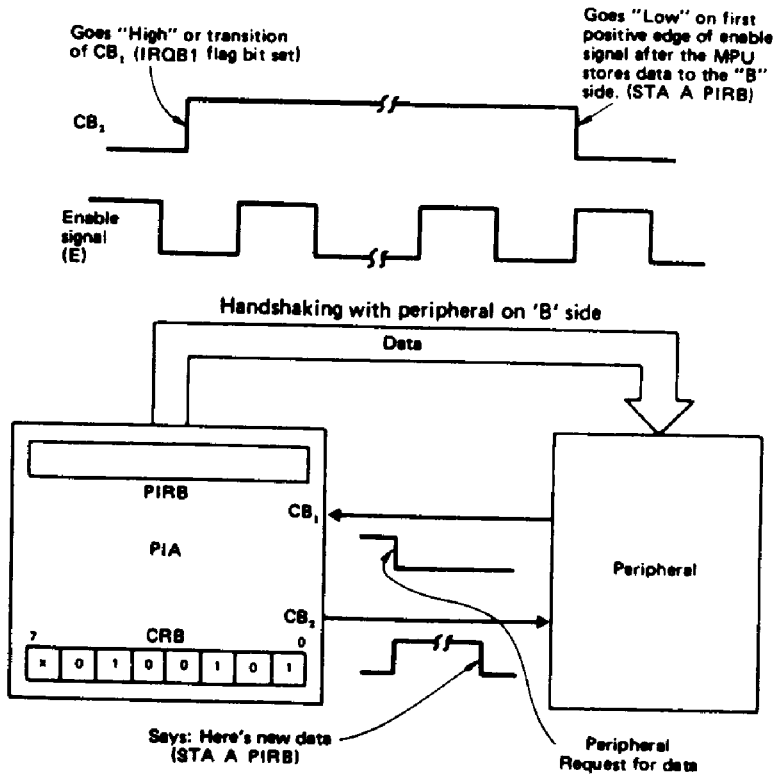 Goes "High" or transition
of CB₁ (IRQB1 flag bit set)
Goes "Low" on first
positive edge of enable
signal after the MPU
stores data to the "B"
side. (STA A PIRB)
CB₂
Enable
signal
(E)
Handshaking with peripheral on 'B' side
Data
PIRB
CB₁
PIA
Peripheral
CB₂
7 CRB 0
x 0 1 0 0 1 0 1
Says: Here's new data
(STA A PIRB)
Peripheral
Request for data